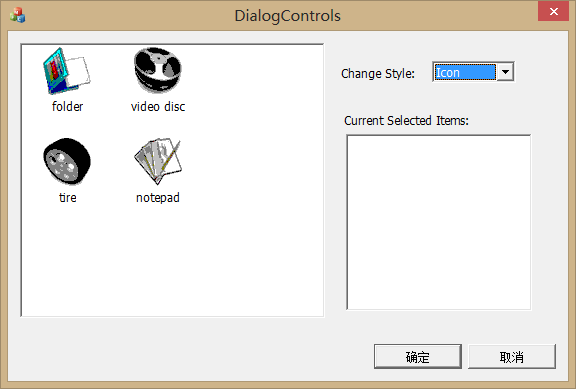 DialogControls
folder
video disc
tire
notepad
Change Style:
Icon
Current Selected Items:
确定
取消